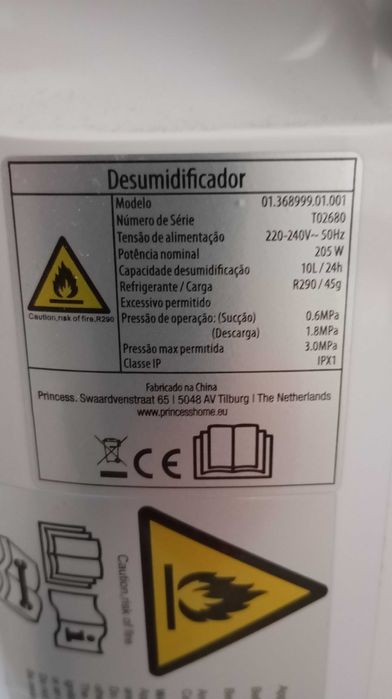 Desumidificador
Modelo 01.368999.01.001
Número de Série T02680
Tensão de alimentação 220-240V~ 50Hz
Potência nominal 205 W
Capacidade desumidificação 10L / 24h
Refrigerante / Carga R290 / 45g
Excessivo permitido
Pressão de operação: (Sucção) 0.6MPa
(Descarga) 1.8MPa
Pressão max permitida 3.0MPa
Classe IP IPX1
Caution,risk of fire,R290
Fabricado na China
Princess. Swaardvenstraat 65 | 5048 AV Tilburg | The Netherlands
www.princesshome.eu
CE
Caution,risk of fire